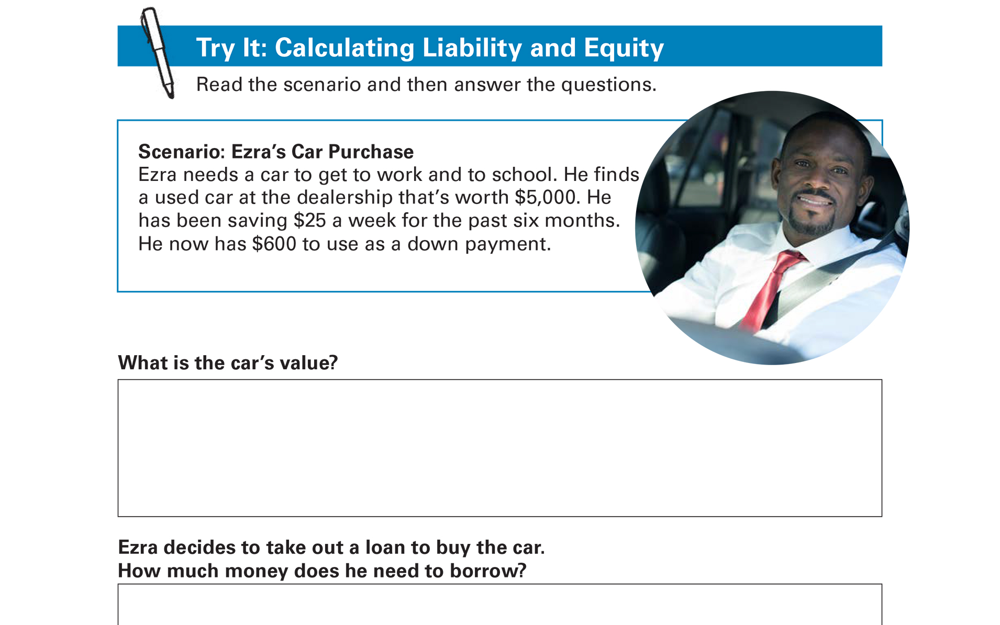 Try It: Calculating Liability and Equity
Read the scenario and then answer the questions.
Scenario: Ezra’s Car Purchase
Ezra needs a car to get to work and to school. He finds
a used car at the dealership that’s worth $5,000. He
has been saving $25 a week for the past six months.
He now has $600 to use as a down payment.
What is the car’s value?
Ezra decides to take out a loan to buy the car.
How much money does he need to borrow?